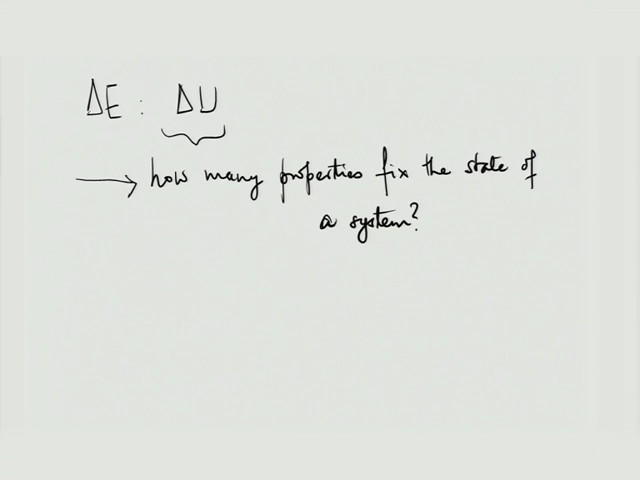 ΔE : ΔU
→ how many properties fix the state of
a system?